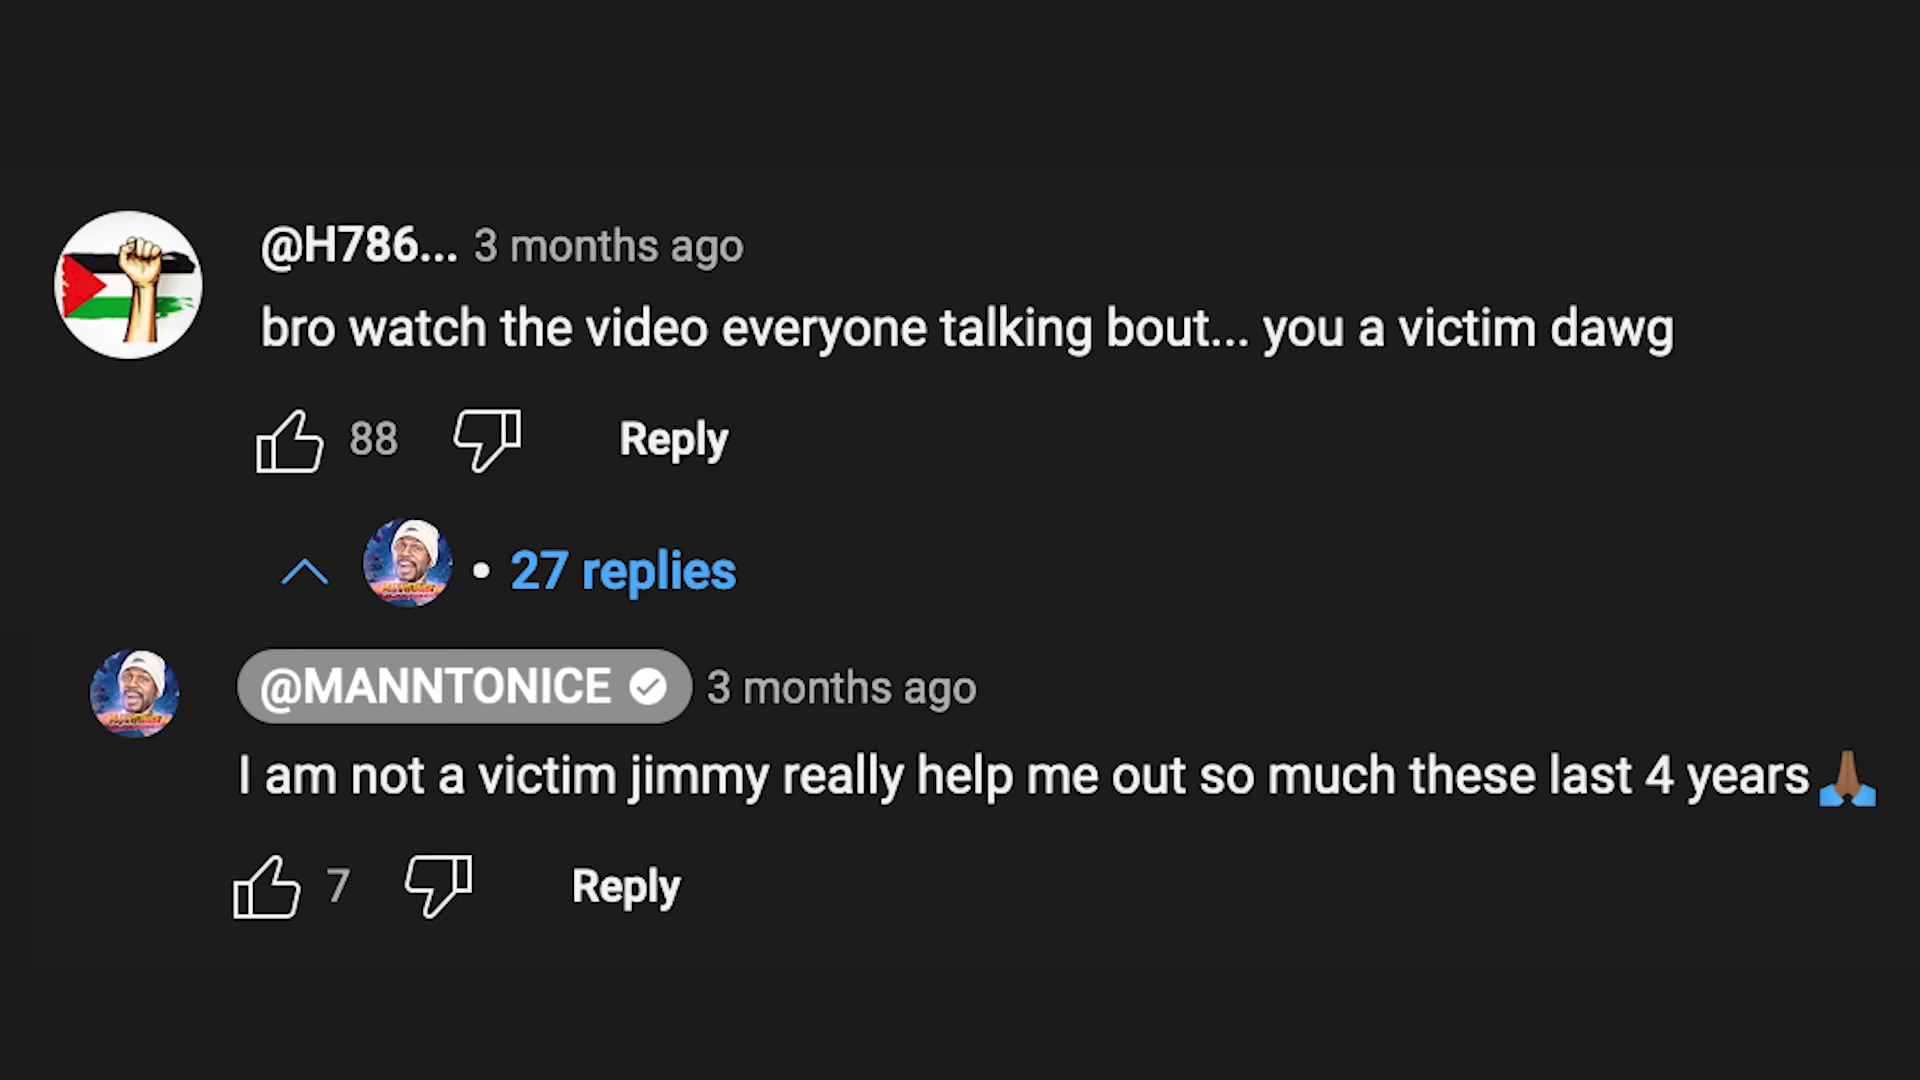 @H786... 3 months ago
bro watch the video everyone talking bout... you a victim dawg
88 Reply
• 27 replies
@MANNTONICE 3 months ago
I am not a victim jimmy really help me out so much these last 4 years🙏🏾
7 Reply